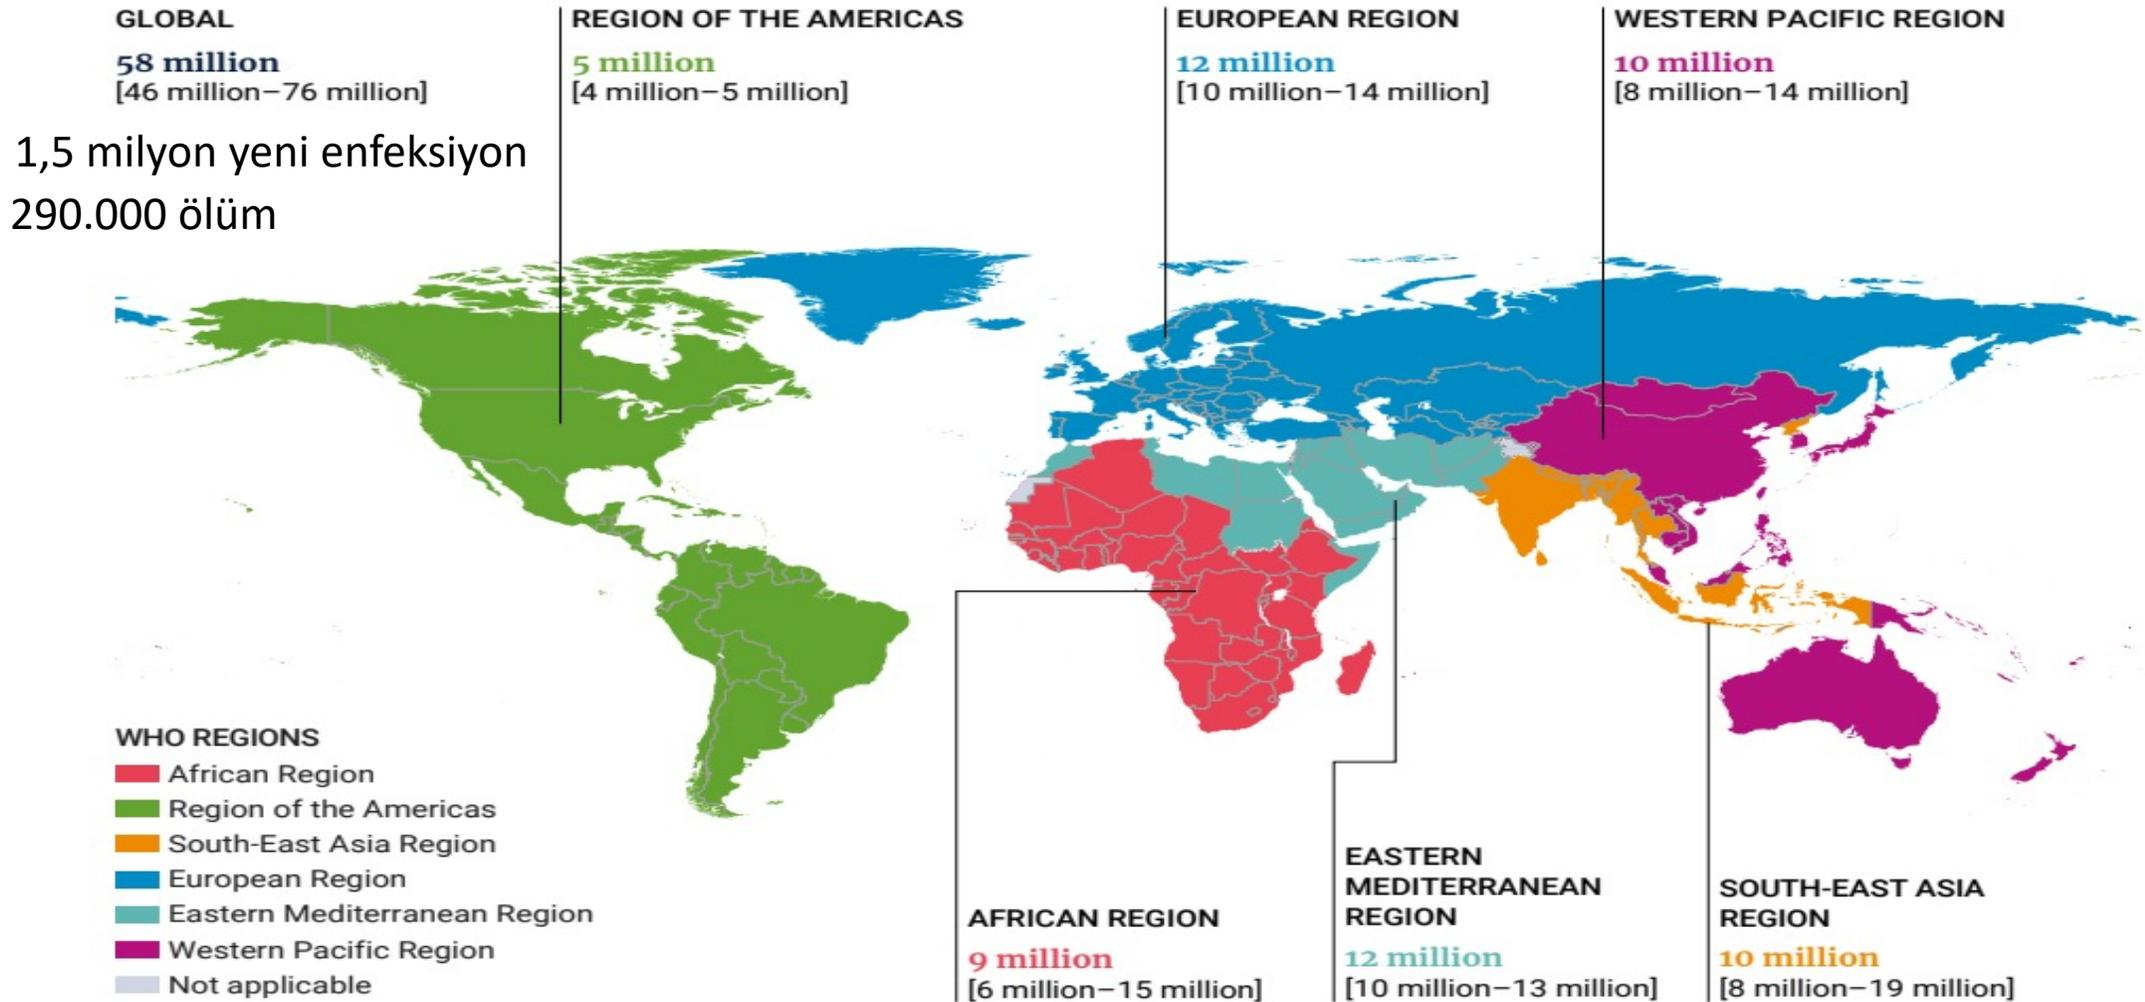 GLOBAL
58 million
[46 million–76 million]
1,5 milyon yeni enfeksiyon
290.000 ölüm
REGION OF THE AMERICAS
5 million
[4 million–5 million]
EUROPEAN REGION
12 million
[10 million–14 million]
WESTERN PACIFIC REGION
10 million
[8 million–14 million]
WHO REGIONS
African Region
Region of the Americas
South-East Asia Region
European Region
Eastern Mediterranean Region
Western Pacific Region
Not applicable
AFRICAN REGION
9 million
[6 million–15 million]
EASTERN
MEDITERRANEAN
REGION
12 million
[10 million–13 million]
SOUTH-EAST ASIA
REGION
10 million
[8 million–19 million]